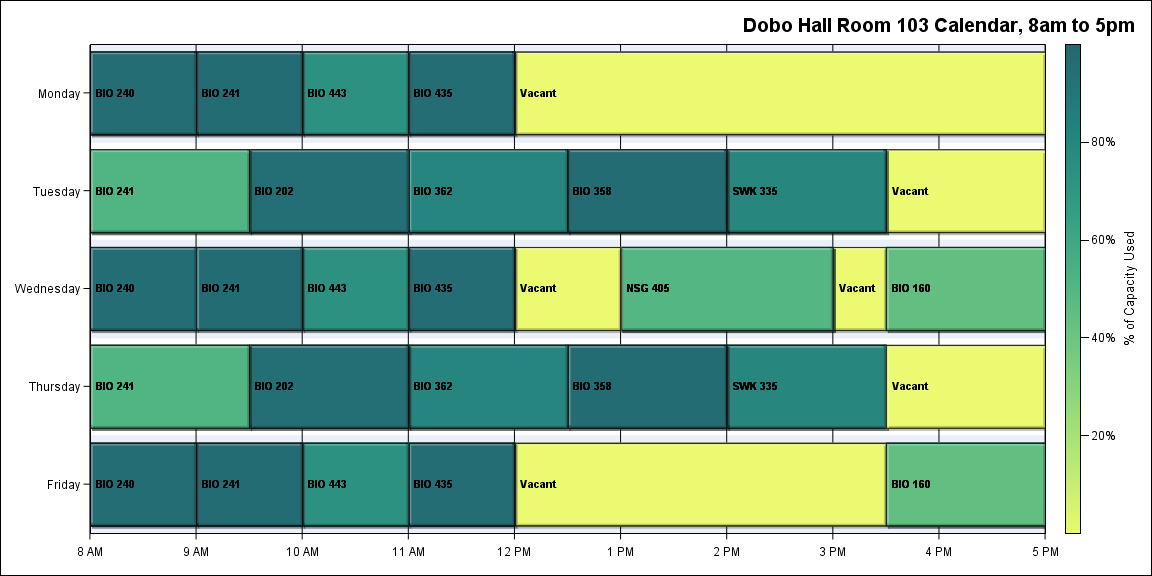 Dobo Hall Room 103 Calendar, 8am to 5pm
Monday
BIO 240
BIO 241
BIO 443
BIO 435
Vacant
Tuesday
BIO 241
BIO 202
BIO 362
BIO 358
SWK 335
Vacant
Wednesday
BIO 240
BIO 241
BIO 443
BIO 435
Vacant
NSG 405
Vacant
BIO 160
Thursday
BIO 241
BIO 202
BIO 362
BIO 358
SWK 335
Vacant
Friday
BIO 240
BIO 241
BIO 443
BIO 435
Vacant
BIO 160
8 AM
9 AM
10 AM
11 AM
12 PM
1 PM
2 PM
3 PM
4 PM
5 PM
80%
60%
40%
20%
% of Capacity Used